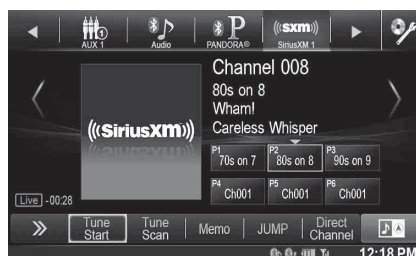 AUX 1
Audio
P
PANDORA®
((sxm))
SiriusXM 1
Channel 008
80s on 8
Wham!
Careless Whisper
((SiriusXM))
P1 70s on 7
P2 80s on 8
P3 90s on 9
P4 Ch001
P5 Ch001
P6 Ch001
Live -00:28
Tune Start
Tune Scan
Memo
JUMP
Direct Channel
12:18 PM